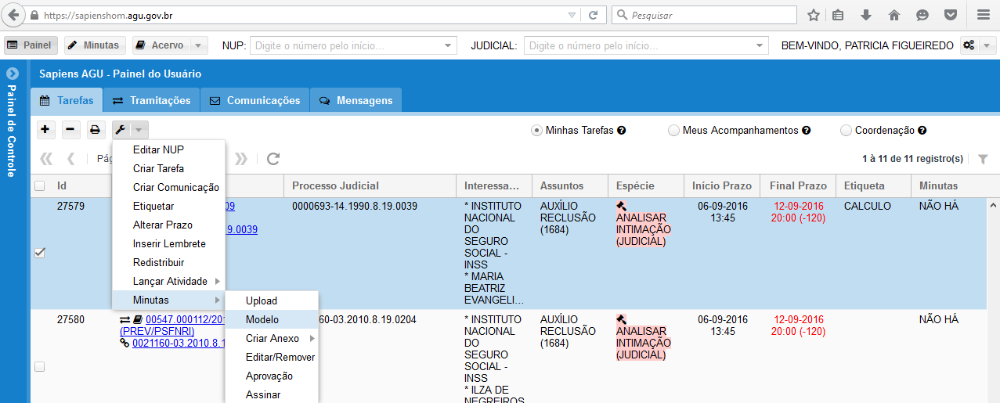 https://sapienshom.agu.gov.br
Pesquisar
Painel
Minutas
Acervo
NUP:
Digite o número pelo início...
JUDICIAL:
Digite o número pelo início...
BEM-VINDO, PATRICIA FIGUEIREDO
Painel de Controle
Sapiens AGU - Painel do Usuário
Tarefas
Tramitações
Comunicações
Mensagens
Minhas Tarefas
Meus Acompanhamentos
Coordenação
Editar NUP
Criar Tarefa
Criar Comunicação
Etiquetar
Alterar Prazo
Inserir Lembrete
Redistribuir
Lançar Atividade
Minutas
Upload
Modelo
Criar Anexo
Editar/Remover
Aprovação
Assinar
Pág
1 à 11 de 11 registro(s)
Id
Processo Judicial
Interessa...
Assuntos
Espécie
Início Prazo
Final Prazo
Etiqueta
Minutas
27579
09
19.0039
0000693-14.1990.8.19.0039
* INSTITUTO
NACIONAL
DO
SEGURO
SOCIAL -
INSS
* MARIA
BEATRIZ
EVANGELI...
AUXÍLIO
RECLUSÃO
(1684)
ANALISAR
INTIMAÇÃO
(JUDICIAL)
06-09-2016
13:45
12-09-2016
20:00 (-120)
CALCULO
NÃO HÁ
27580
00547.000112/201
(PREV/PSFNRI)
0021160-03.2010.8.1
60-03.2010.8.19.0204
* INSTITUTO
NACIONAL
DO
SEGURO
SOCIAL -
INSS
* ILZA DE
NEGREIROS
AUXÍLIO
RECLUSÃO
(1684)
ANALISAR
INTIMAÇÃO
(JUDICIAL)
06-09-2016
13:45
12-09-2016
20:00 (-120)
NÃO HÁ